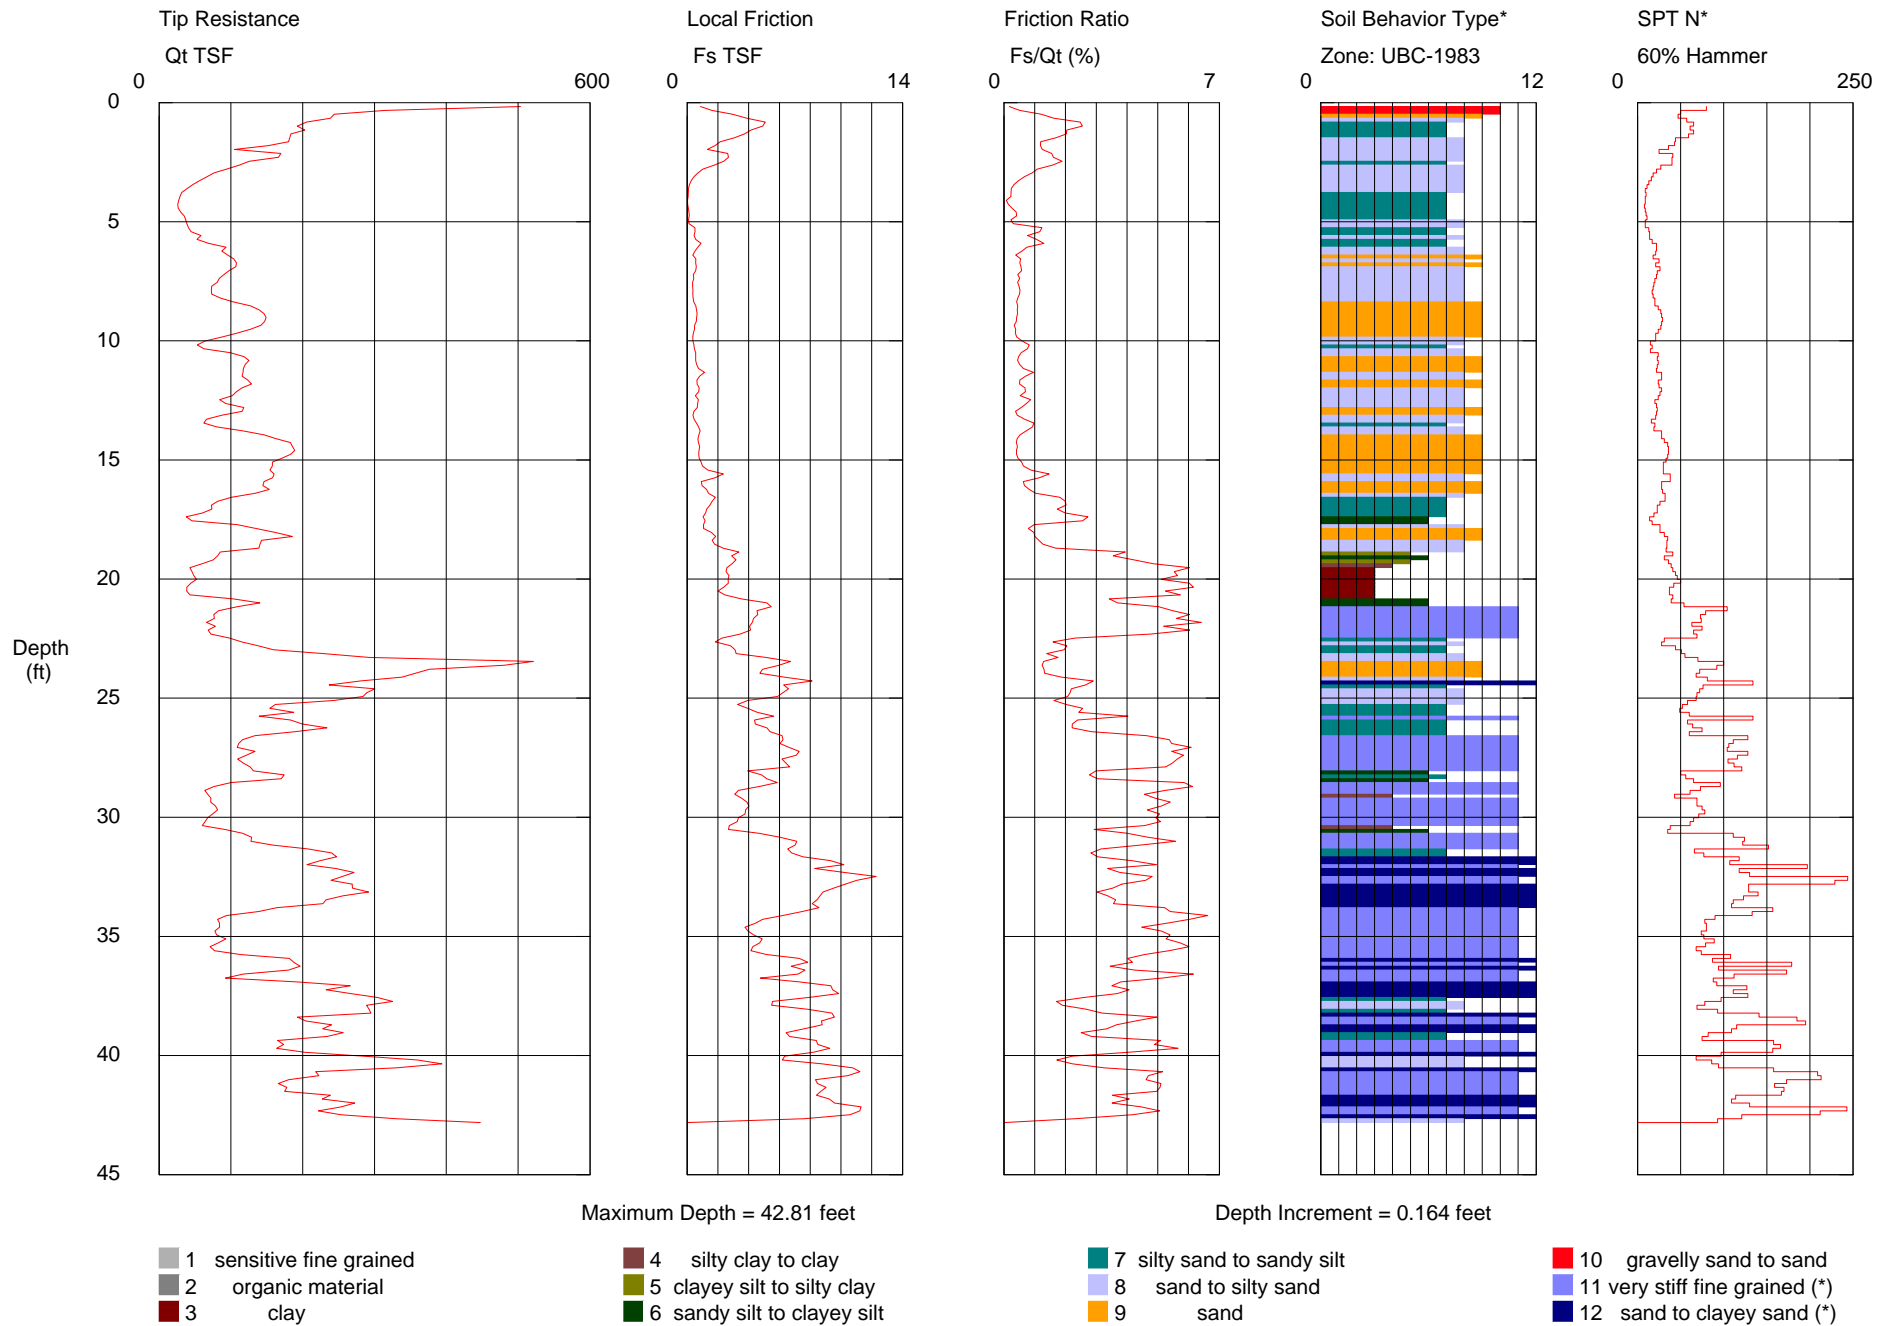 Tip Resistance Local Friction Friction Ratio Soil Behavior Type* SPT N*
Qt TSF Fs TSF Fs/Qt (%) Zone: UBC-1983 60% Hammer
0 600 0 14 0 7 0 12 0 250
0
5
10
15
20
Depth
(ft)
25
30
35
40
45
Maximum Depth = 42.81 feet Depth Increment = 0.164 feet
1 sensitive fine grained 4 silty clay to clay 7 silty sand to sandy silt 10 gravelly sand to sand
2 organic material 5 clayey silt to silty clay 8 sand to silty sand 11 very stiff fine grained (*)
3 clay 6 sandy silt to clayey silt 9 sand 12 sand to clayey sand (*)